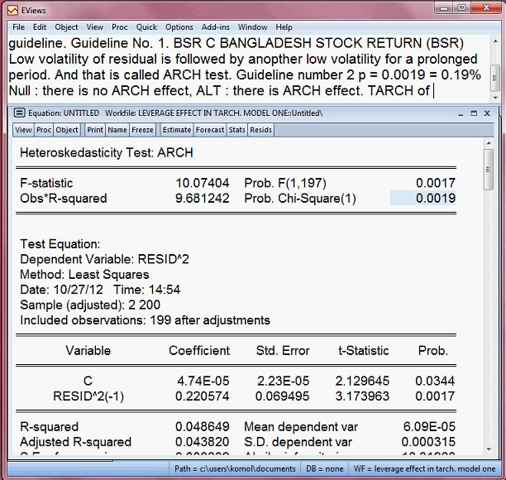 EViews
File Edit Object View Proc Quick Options Add-ins Window Help
guideline. Guideline No. 1. BSR C BANGLADESH STOCK RETURN (BSR)
Low volatility of residual is followed by anopther low volatility for a prolonged
period. And that is called ARCH test. Guideline number 2 p = 0.0019 = 0.19%
Null : there is no ARCH effect, ALT : there is ARCH effect. TARCH of
Equation: UNTITLED Workfile: LEVERAGE EFFECT IN TARCH. MODEL ONE::Untitled\
View Proc Object Print Name Freeze Estimate Forecast Stats Resids
Heteroskedasticity Test: ARCH
F-statistic 10.07404 Prob. F(1,197) 0.0017
Obs*R-squared 9.681242 Prob. Chi-Square(1) 0.0019
Test Equation:
Dependent Variable: RESID^2
Method: Least Squares
Date: 10/27/12 Time: 14:54
Sample (adjusted): 2 200
Included observations: 199 after adjustments
Variable Coefficient Std. Error t-Statistic Prob.
C 4.74E-05 2.23E-05 2.129645 0.0344
RESID^2(-1) 0.220574 0.069495 3.173963 0.0017
R-squared 0.048649 Mean dependent var 6.09E-05
Adjusted R-squared 0.043820 S.D. dependent var 0.000315
Path = c:\users\komol\documents DB = none WF = leverage effect in tarch. model one